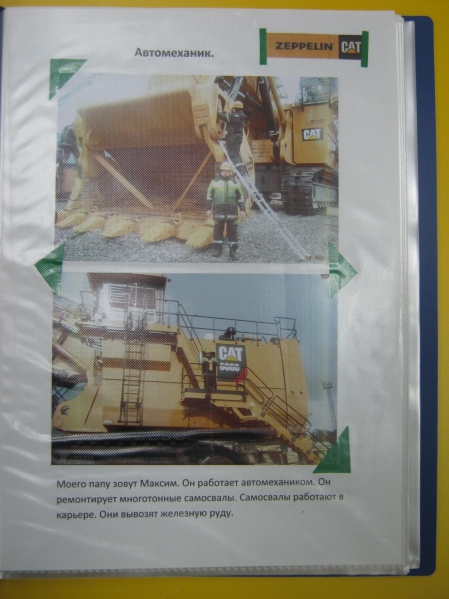 Автомеханик.
ZEPPELIN CAT
CAT
CAT
Моего папу зовут Максим. Он работает автомехаником. Он
ремонтирует многотонные самосвалы. Самосвалы работают в
карьере. Они вывозят железную руду.